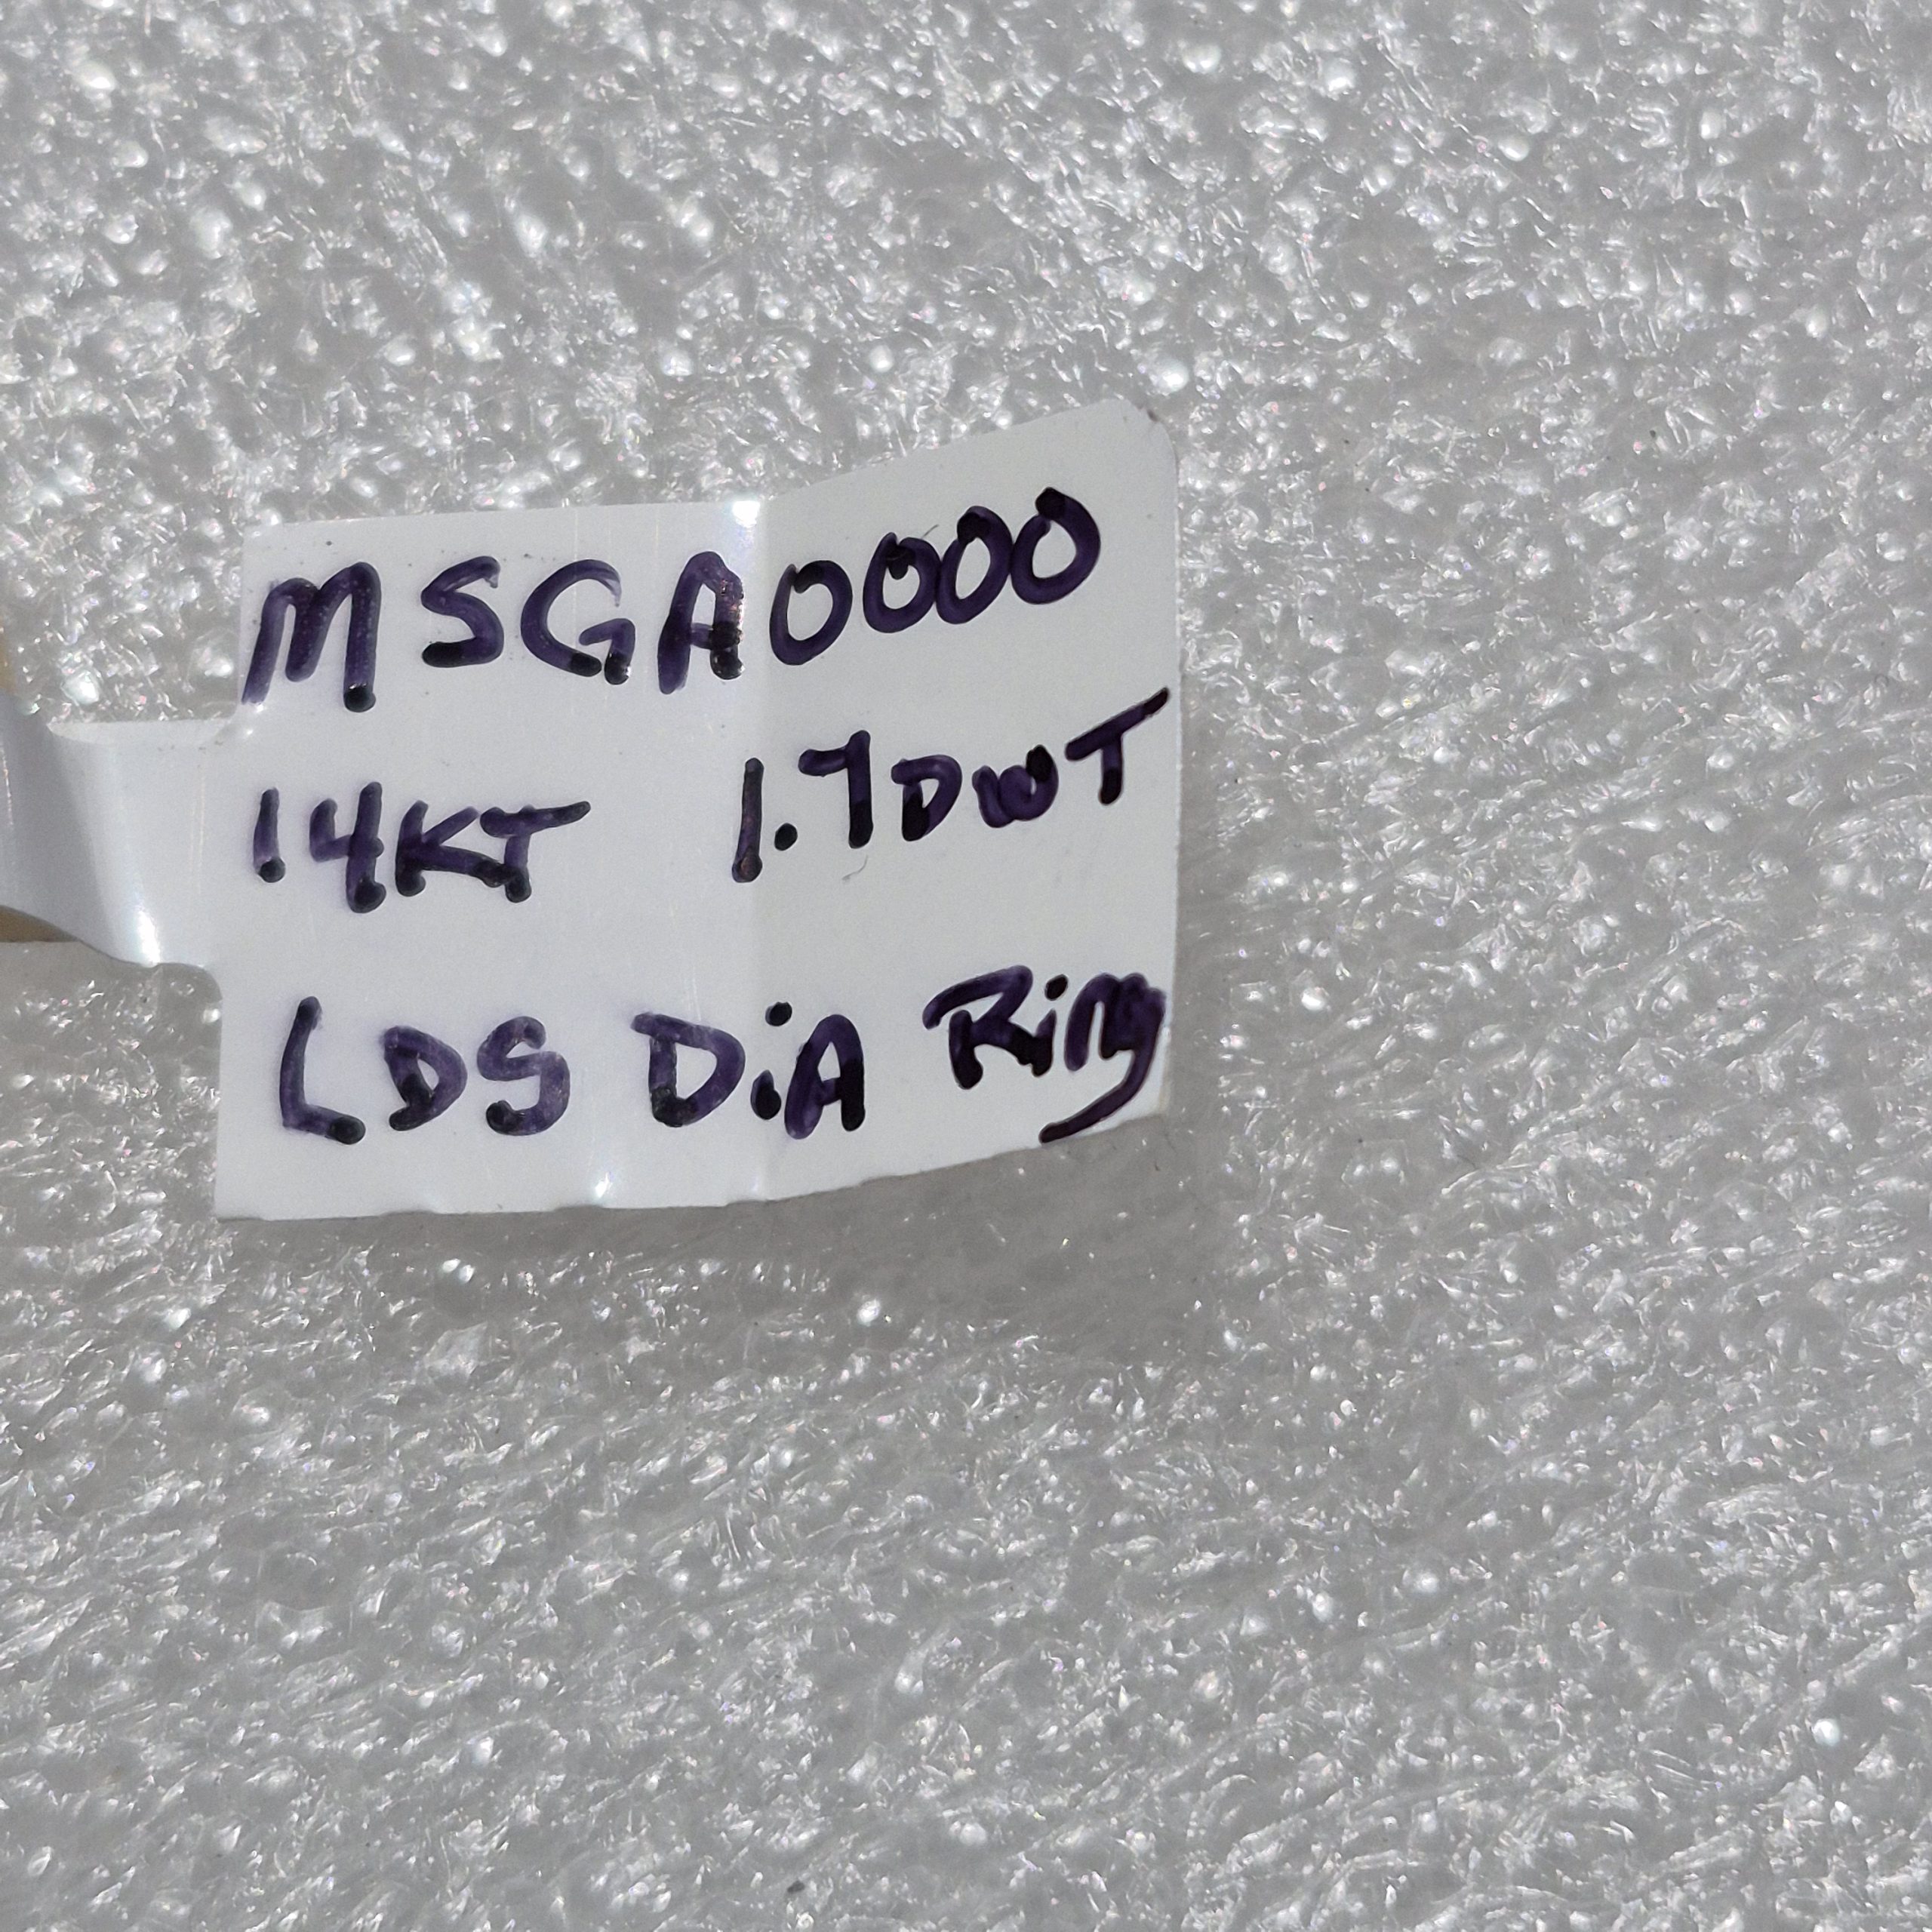 MSGA0000
14KT 1.7DWT
LDS DiA Ring